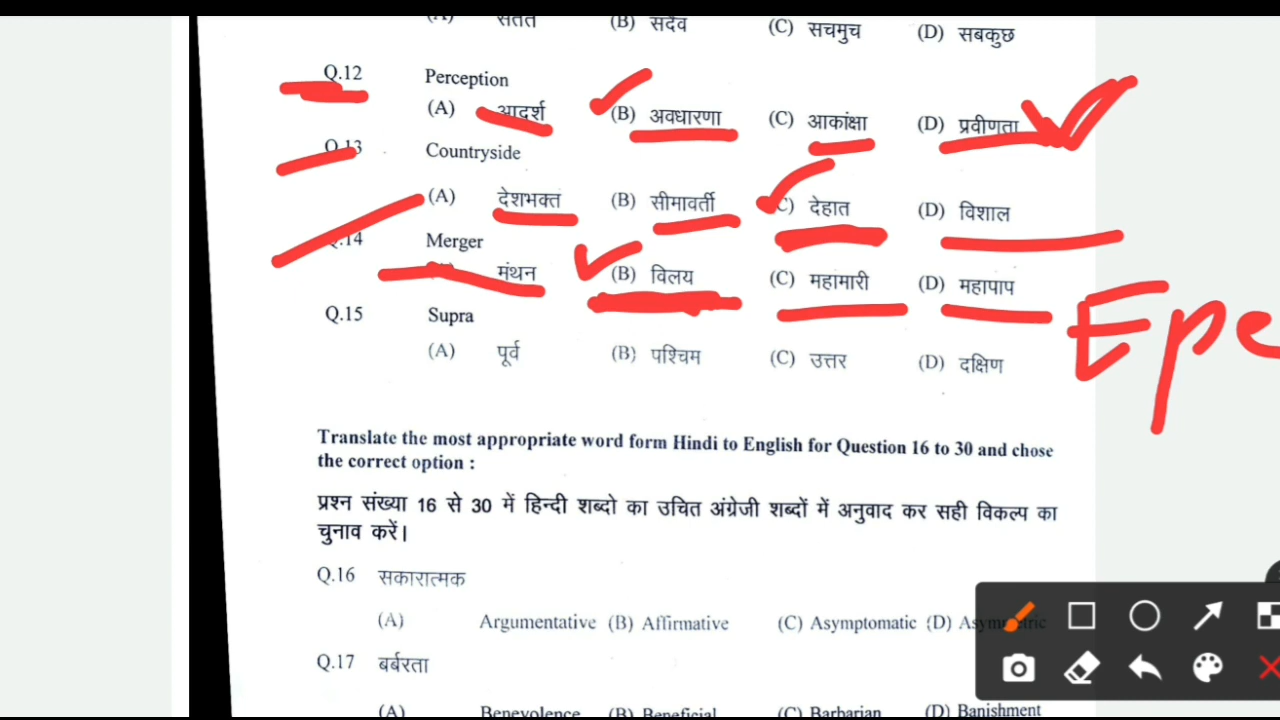 (A) सतत (B) सदैव (C) सचमुच (D) सबकुछ
Q.12 Perception
(A) आदर्श (B) अवधारणा (C) आकांक्षा (D) प्रवीणता
Q.13 Countryside
(A) देशभक्त (B) सीमावर्ती (C) देहात (D) विशाल
Q.14 Merger
मंथन (B) विलय (C) महामारी (D) महापाप
Q.15 Supra
(A) पूर्व (B) पश्चिम (C) उत्तर (D) दक्षिण
Epe
Translate the most appropriate word form Hindi to English for Question 16 to 30 and chose
the correct option :
प्रश्न संख्या 16 से 30 में हिन्दी शब्दो का उचित अंग्रेजी शब्दों में अनुवाद कर सही विकल्प का
चुनाव करें।
Q.16 सकारात्मक
(A) Argumentative (B) Affirmative (C) Asymptomatic (D) Asymmetric
Q.17 बर्बरता
(A) Benevolence (B) Beneficial (C) Barbarian (D) Banishment